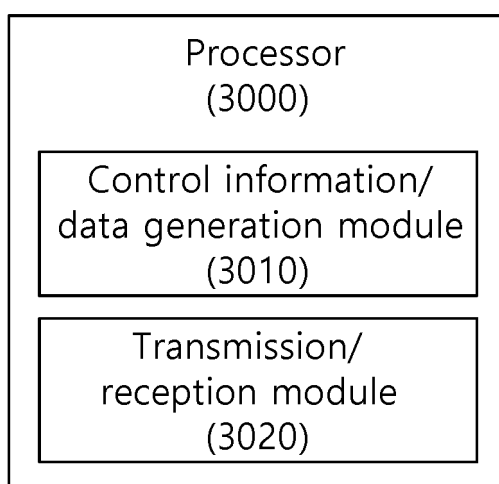 Processor
(3000)
Control information/
data generation module
(3010)
Transmission/
reception module
(3020)